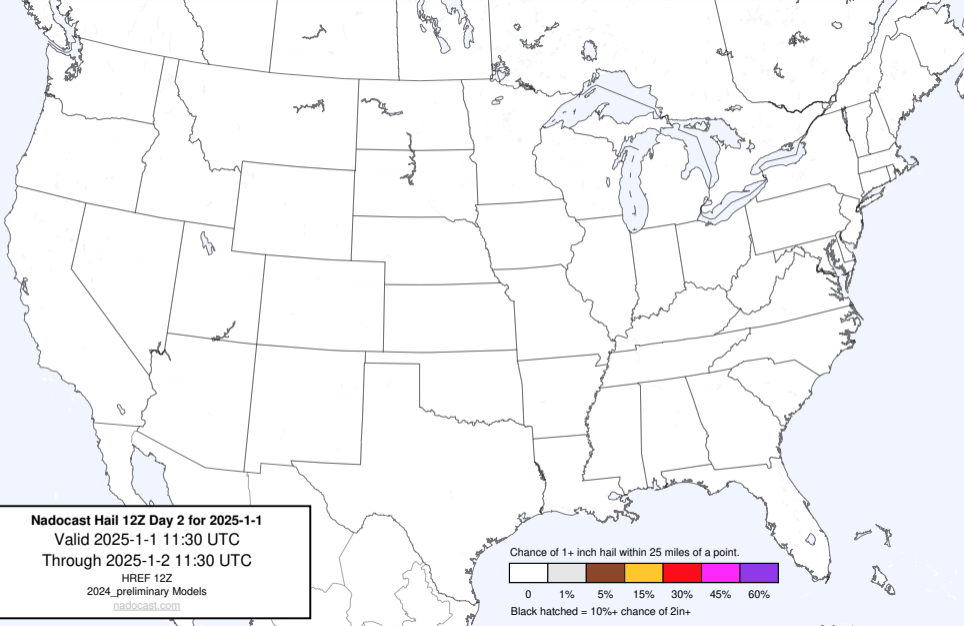 Nadocast Hail 12Z Day 2 for 2025-1-1
Valid 2025-1-1 11:30 UTC
Through 2025-1-2 11:30 UTC
HREF 12Z
2024_preliminary Models
nadocast.com
Chance of 1+ inch hail within 25 miles of a point.
0 1% 5% 15% 30% 45% 60%
Black hatched = 10%+ chance of 2in+